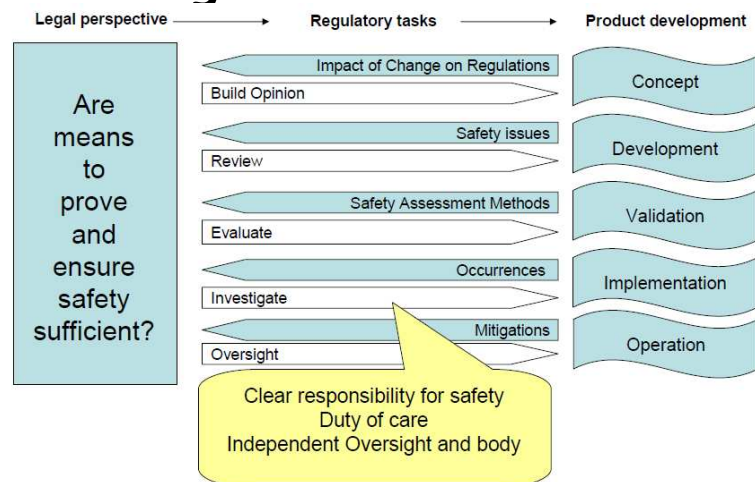 Legal perspective
Regulatory tasks
Product development
Are
means
to
prove
and
ensure
safety
sufficient?
Impact of Change on Regulations
Build Opinion
Concept
Safety issues
Review
Development
Safety Assessment Methods
Evaluate
Validation
Occurrences
Investigate
Implementation
Mitigations
Oversight
Operation
Clear responsibility for safety
Duty of care
Independent Oversight and body